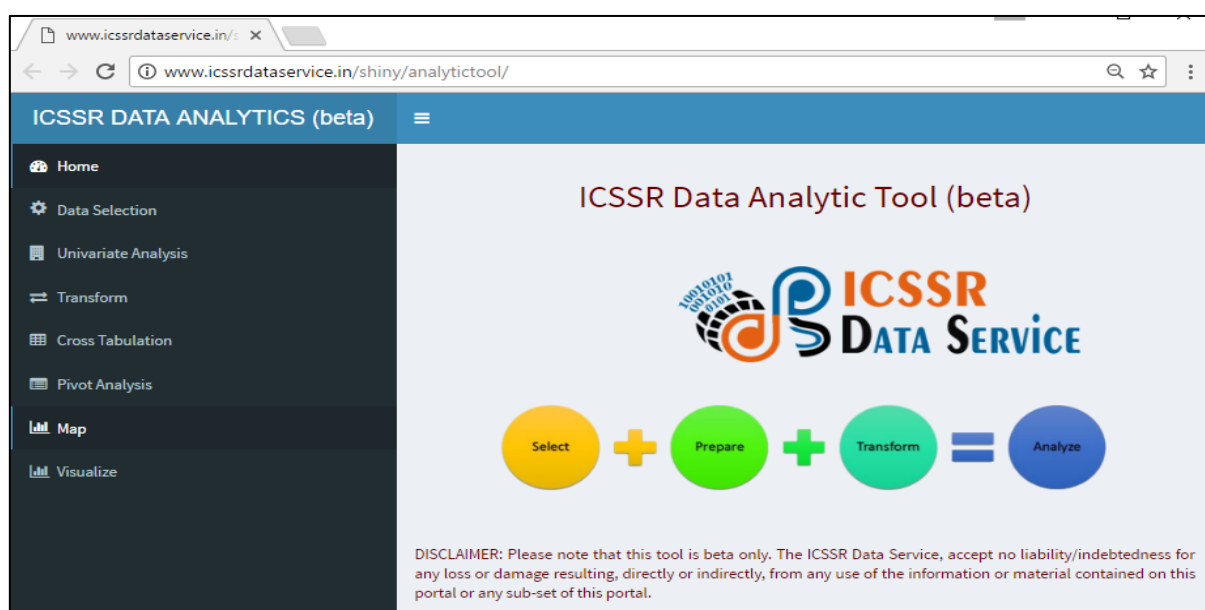 www.icssrdataservice.in/s
www.icssrdataservice.in/shiny/analytictool/
ICSSR DATA ANALYTICS (beta)
Home
Data Selection
Univariate Analysis
Transform
Cross Tabulation
Pivot Analysis
Map
Visualize
ICSSR Data Analytic Tool (beta)
10010101
001010
0101
ICSSR
DATA SERVICE
Select
Prepare
Transform
Analyze
DISCLAIMER: Please note that this tool is beta only. The ICSSR Data Service, accept no liability/indebtedness for
any loss or damage resulting, directly or indirectly, from any use of the information or material contained on this
portal or any sub-set of this portal.